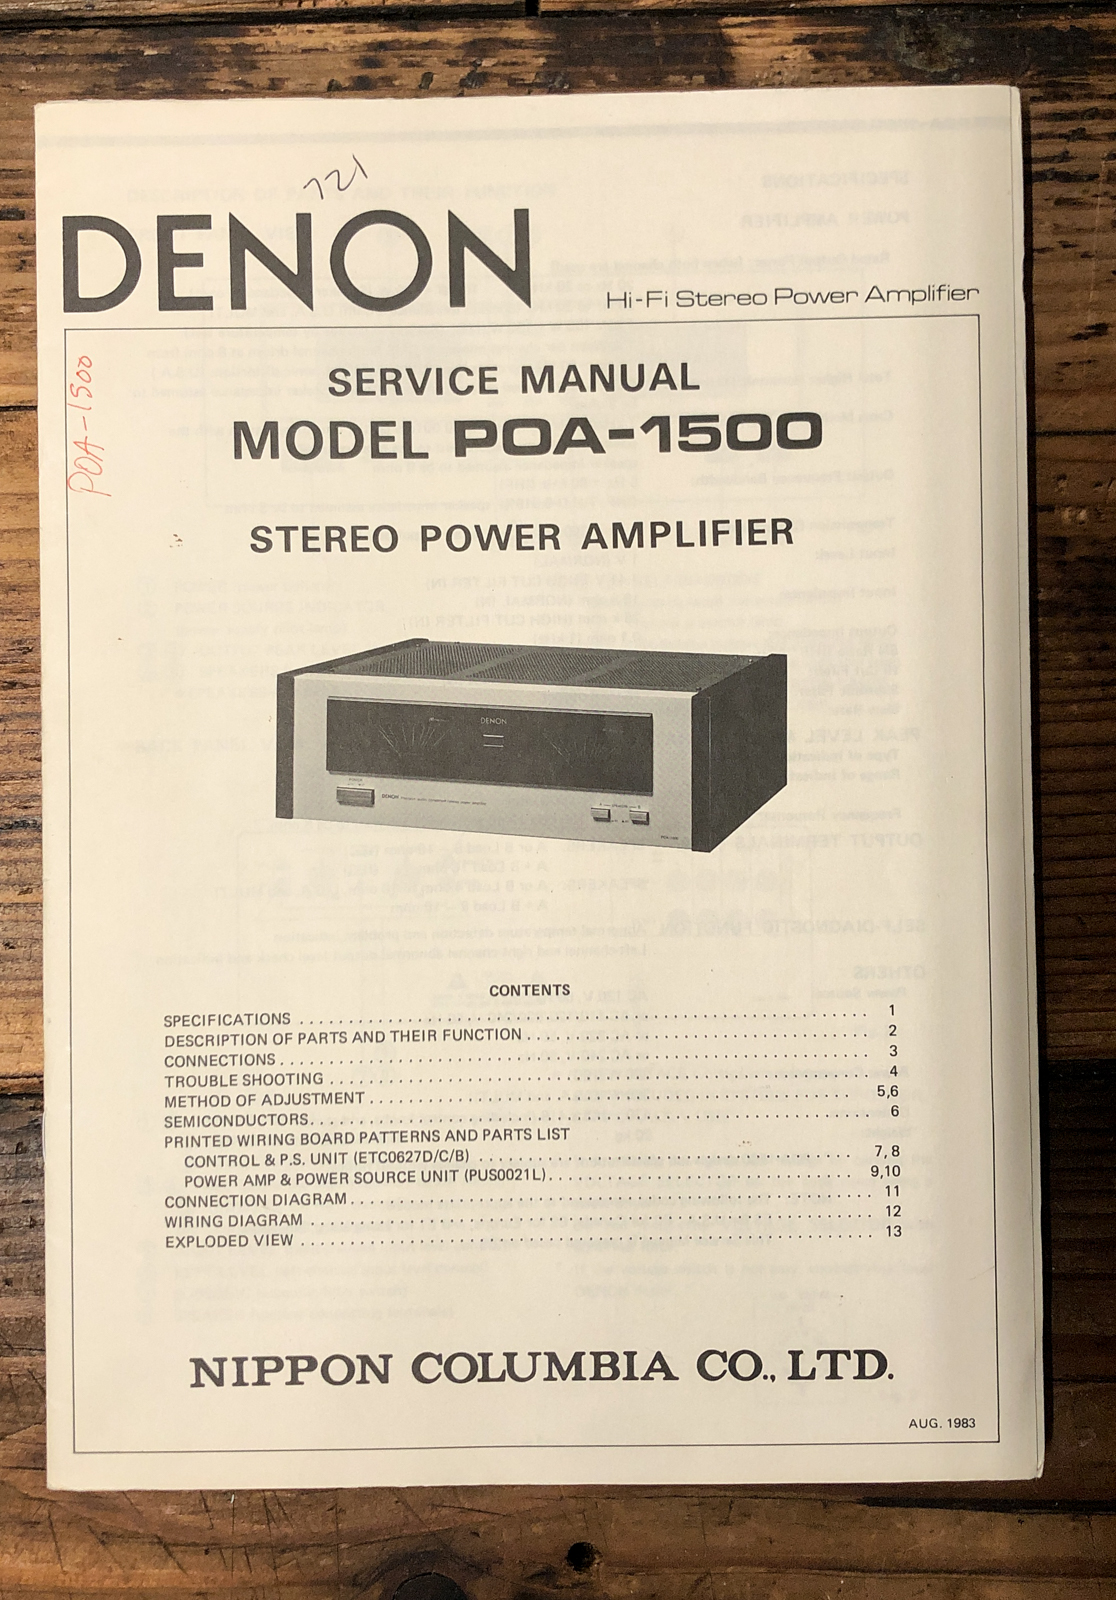 721
DENON
Hi-Fi Stereo Power Amplifier
POA-1500
SERVICE MANUAL
MODEL POA-1500
STEREO POWER AMPLIFIER
DENON
CONTENTS
SPECIFICATIONS . . . . . . . . . . 1
DESCRIPTION OF PARTS AND THEIR FUNCTION . . . . . . . . . . 2
CONNECTIONS . . . . . . . . . . 3
TROUBLE SHOOTING . . . . . . . . . . 4
METHOD OF ADJUSTMENT . . . . . . . . . . 5,6
SEMICONDUCTORS . . . . . . . . . . 6
PRINTED WIRING BOARD PATTERNS AND PARTS LIST
CONTROL & P.S. UNIT (ETC0627D/C/B) . . . . . . . . . . 7,8
POWER AMP & POWER SOURCE UNIT (PUS0021L) . . . . . . . . . . 9,10
CONNECTION DIAGRAM . . . . . . . . . . 11
WIRING DIAGRAM . . . . . . . . . . 12
EXPLODED VIEW . . . . . . . . . . 13
NIPPON COLUMBIA CO., LTD.
AUG. 1983